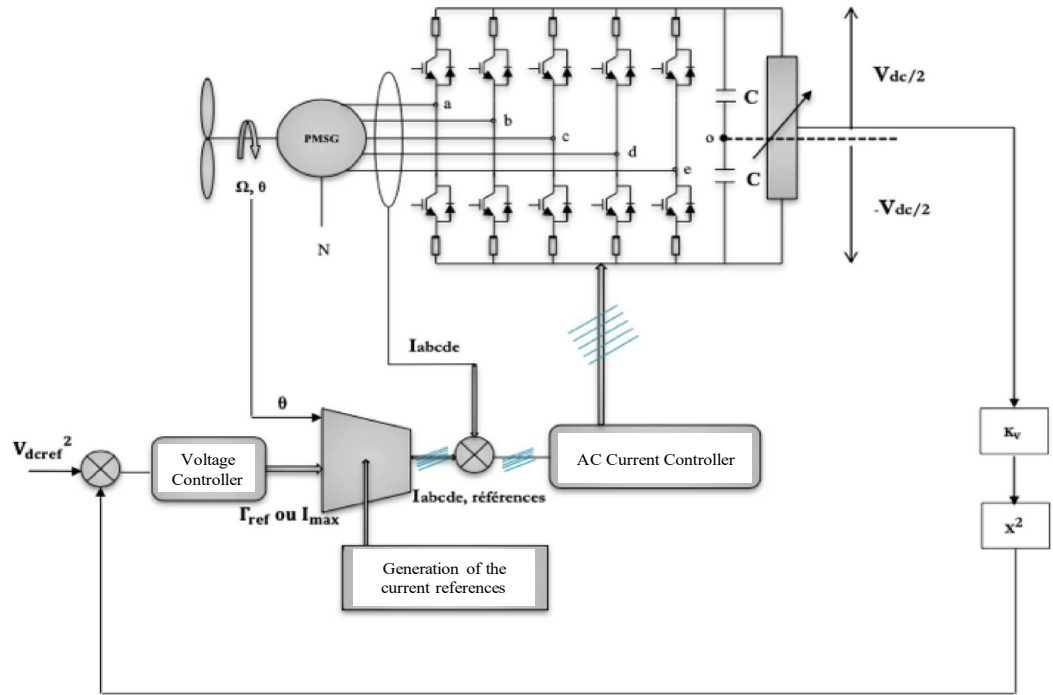 Vdc/2
C
a
b
PMSG
c
o
d
e
C
Ω, θ
-Vdc/2
N
Iabcde
θ
Kv
Vdcref²
Voltage
Controller
AC Current Controller
Iabcde, références
Γref ou Imax
X²
Generation of the
current references